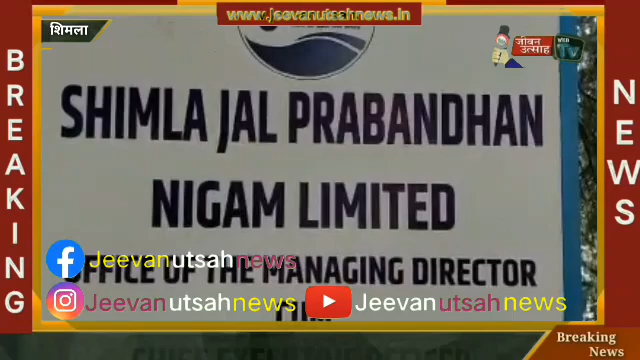 www.jeevanutsahnews.in
शिमला
जीवन उत्साह
WEB TV
BREAKING
NEWS
SHIMLA JAL PRABANDHAN
NIGAM LIMITED
OFFICE OF THE MANAGING DIRECTOR
Jeevanutsahnews
Jeevanutsahnews
Jeevanutsahnews
Breaking
News